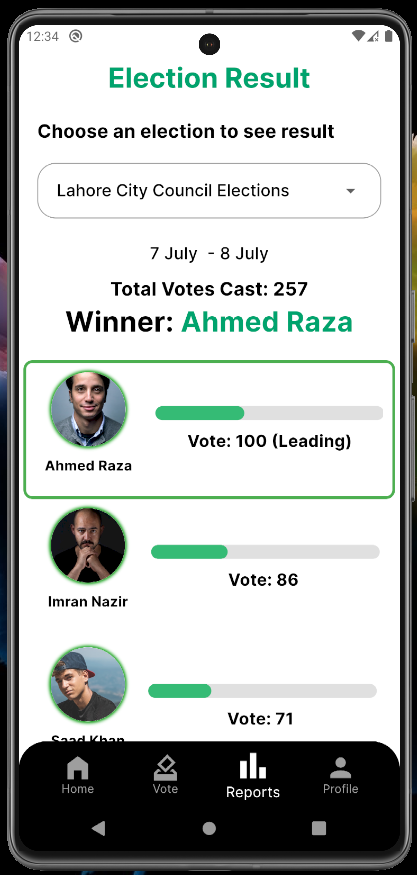 12:34
Election Result
Choose an election to see result
Lahore City Council Elections
7 July - 8 July
Total Votes Cast: 257
Winner: Ahmed Raza
Vote: 100 (Leading)
Ahmed Raza
Vote: 86
Imran Nazir
Vote: 71
Saad Khan
Home
Vote
Reports
Profile